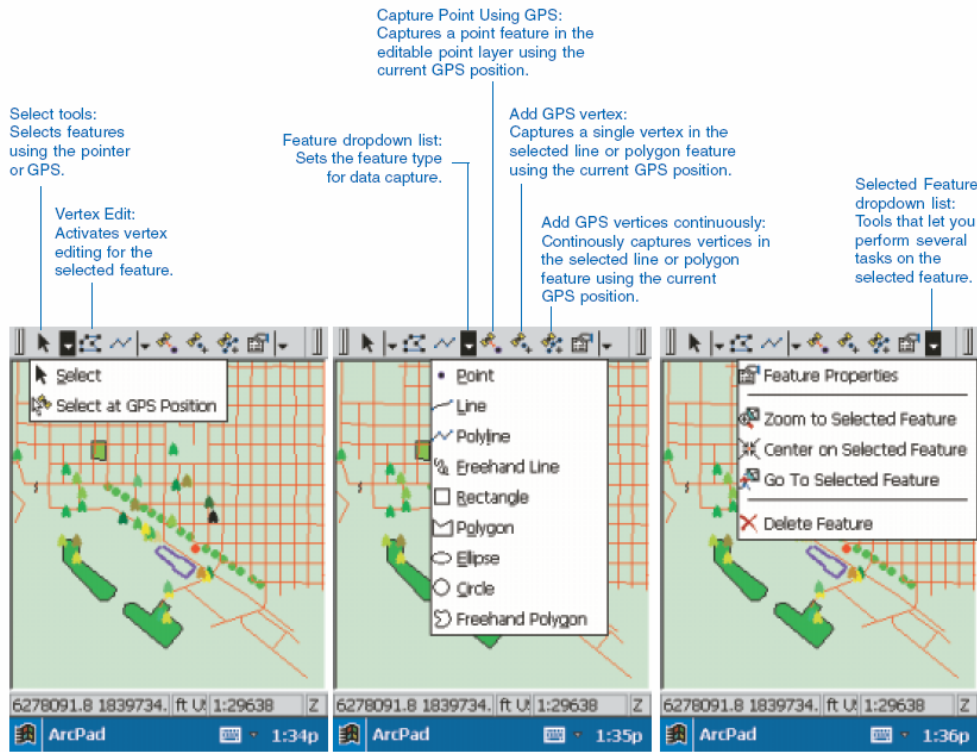 Capture Point Using GPS:
Captures a point feature in the
editable point layer using the
current GPS position.
Select tools:
Selects features
using the pointer
or GPS.
Vertex Edit:
Activates vertex
editing for the
selected feature.
Feature dropdown list:
Sets the feature type
for data capture.
Add GPS vertex:
Captures a single vertex in the
selected line or polygon feature
using the current GPS position.
Add GPS vertices continuously:
Continously captures vertices in
the selected line or polygon
feature using the current
GPS position.
Selected Feature
dropdown list:
Tools that let you
perform several
tasks on the
selected feature.
Select
Select at GPS Position
6278091.8 1839734. ft US 1:29638 Z
ArcPad 1:34p
Point
Line
Polyline
Freehand Line
Rectangle
Polygon
Ellipse
Circle
Freehand Polygon
6278091.8 1839734. ft US 1:29638 Z
ArcPad 1:35p
Feature Properties
Zoom to Selected Feature
Center on Selected Feature
Go To Selected Feature
Delete Feature
6278091.8 1839734. ft US 1:29638 Z
ArcPad 1:36p